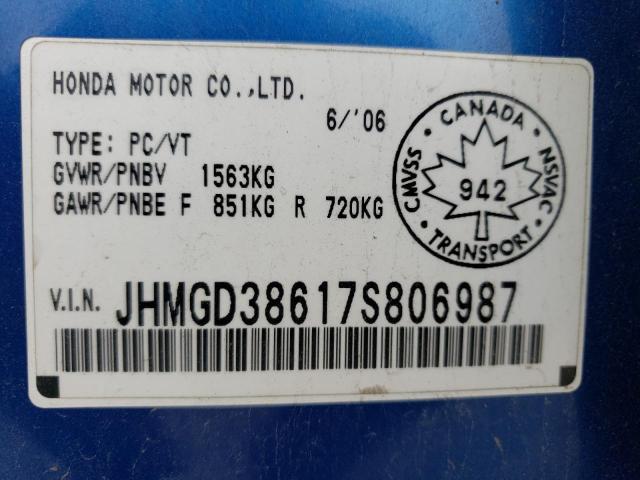 HONDA MOTOR CO.,LTD.
6/'06
TYPE: PC/VT
GVWR/PNBV 1563KG
GAWR/PNBE F 851KG R 720KG
CANADA
CMVSS
NSVAC
942
TRANSPORT
V.I.N. JHMGD38617S806987